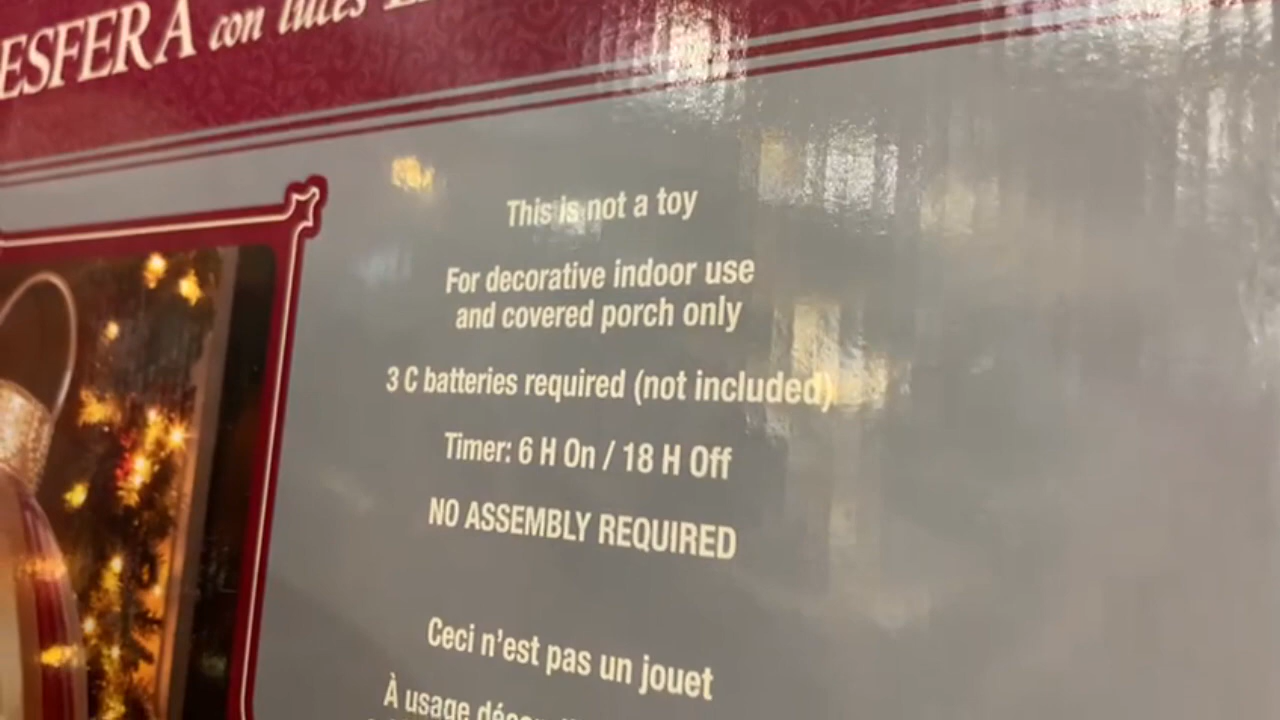 ESFERA con luces
This is not a toy
For decorative indoor use
and covered porch only
3 C batteries required (not included)
Timer: 6 H On / 18 H Off
NO ASSEMBLY REQUIRED
Ceci n'est pas un jouet
À usage